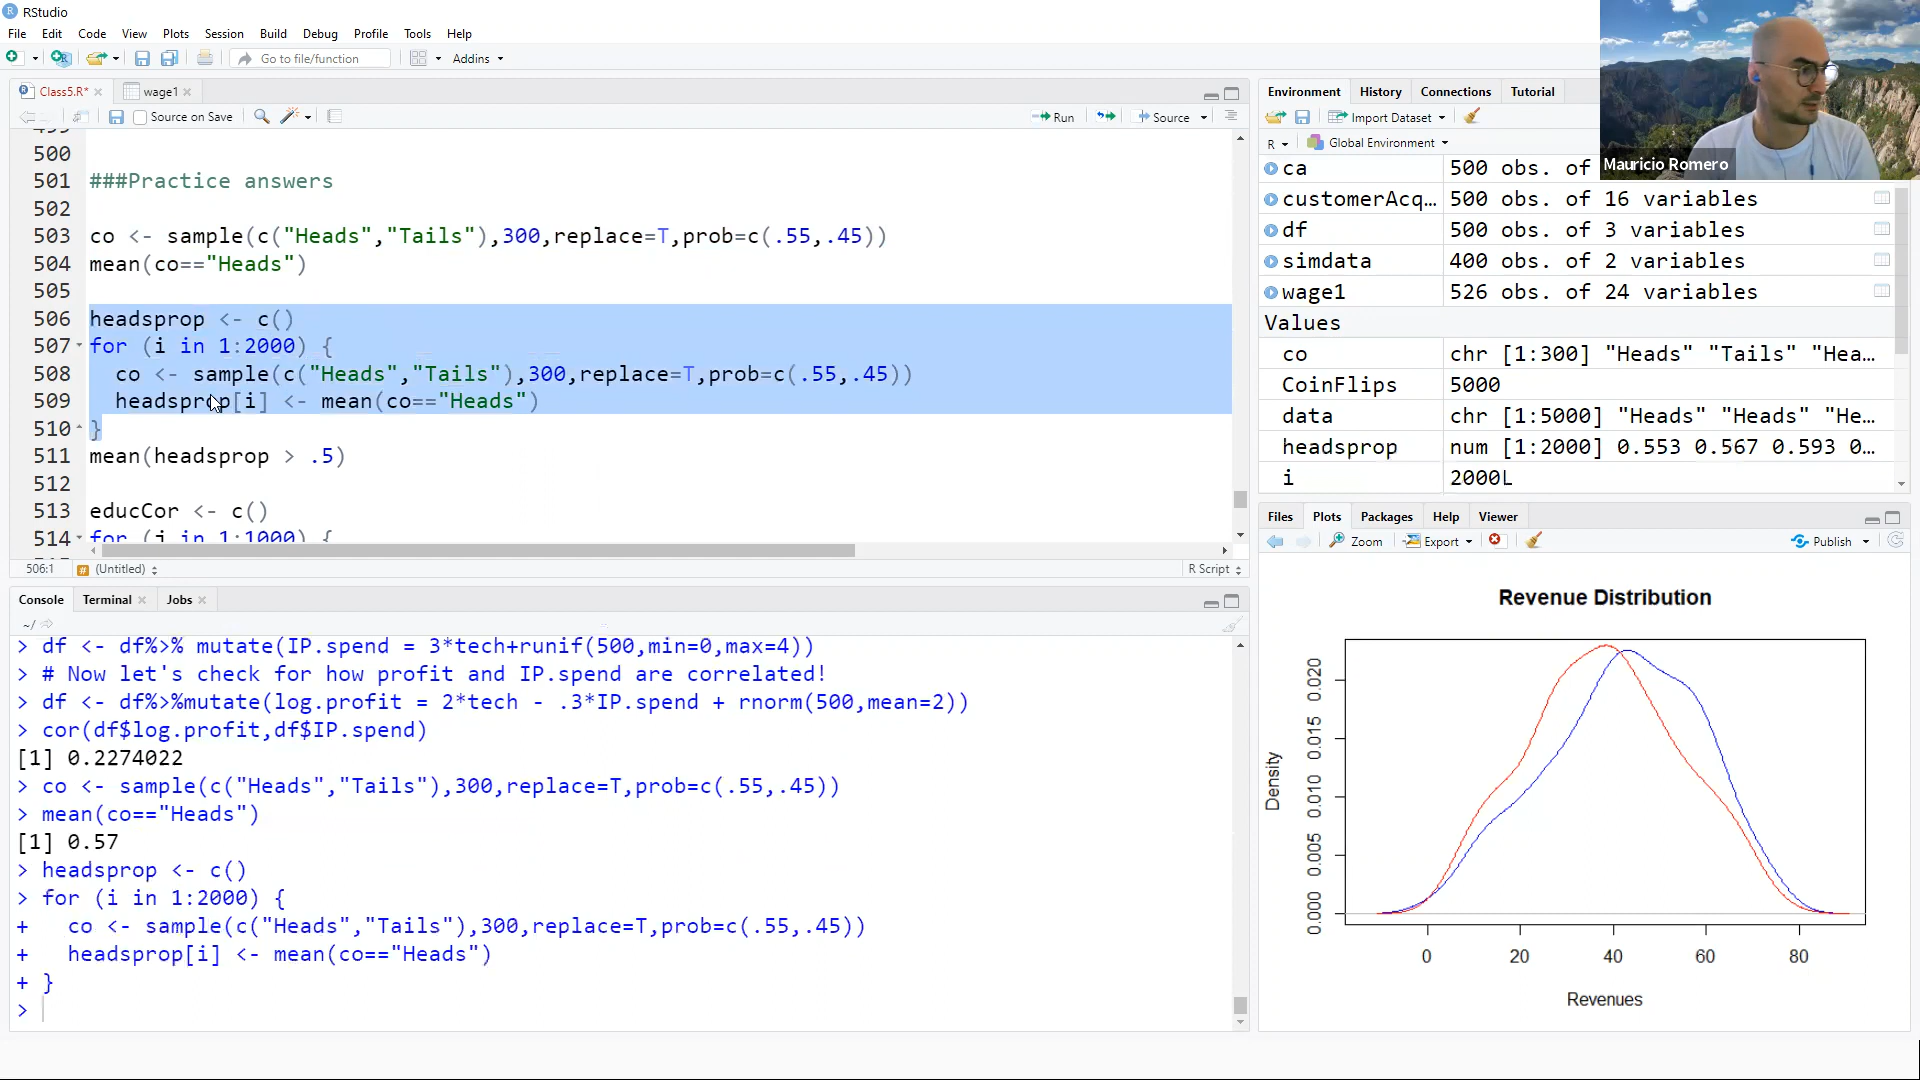 RStudio
File Edit Code View Plots Session Build Debug Profile Tools Help
Go to file/function Addins
Class5.R* wage1
Source on Save Run Source
500
501 ###Practice answers
502
503 co <- sample(c("Heads","Tails"),300,replace=T,prob=c(.55,.45))
504 mean(co=="Heads")
505
506 headsprop <- c()
507 for (i in 1:2000) {
508 co <- sample(c("Heads","Tails"),300,replace=T,prob=c(.55,.45))
509 headsprop[i] <- mean(co=="Heads")
510 }
511 mean(headsprop > .5)
512
513 educCor <- c()
514 for (i in 1:1000) {
506:1 # (Untitled) R Script
Console Terminal Jobs
~/
> df <- df%>% mutate(IP.spend = 3*tech+runif(500,min=0,max=4))
> # Now let's check for how profit and IP.spend are correlated!
> df <- df%>%mutate(log.profit = 2*tech - .3*IP.spend + rnorm(500,mean=2))
> cor(df$log.profit,df$IP.spend)
[1] 0.2274022
> co <- sample(c("Heads","Tails"),300,replace=T,prob=c(.55,.45))
> mean(co=="Heads")
[1] 0.57
> headsprop <- c()
> for (i in 1:2000) {
+ co <- sample(c("Heads","Tails"),300,replace=T,prob=c(.55,.45))
+ headsprop[i] <- mean(co=="Heads")
+ }
>
Environment History Connections Tutorial
Import Dataset
R Global Environment
ca 500 obs. of
customerAcq... 500 obs. of 16 variables
df 500 obs. of 3 variables
simdata 400 obs. of 2 variables
wage1 526 obs. of 24 variables
Values
co chr [1:300] "Heads" "Tails" "Hea...
CoinFlips 5000
data chr [1:5000] "Heads" "Heads" "He...
headsprop num [1:2000] 0.553 0.567 0.593 0...
i 2000L
Mauricio Romero
Files Plots Packages Help Viewer
Zoom Export Publish
Revenue Distribution
Density
0.020
0.015
0.010
0.005
0.000
0 20 40 60 80
Revenues